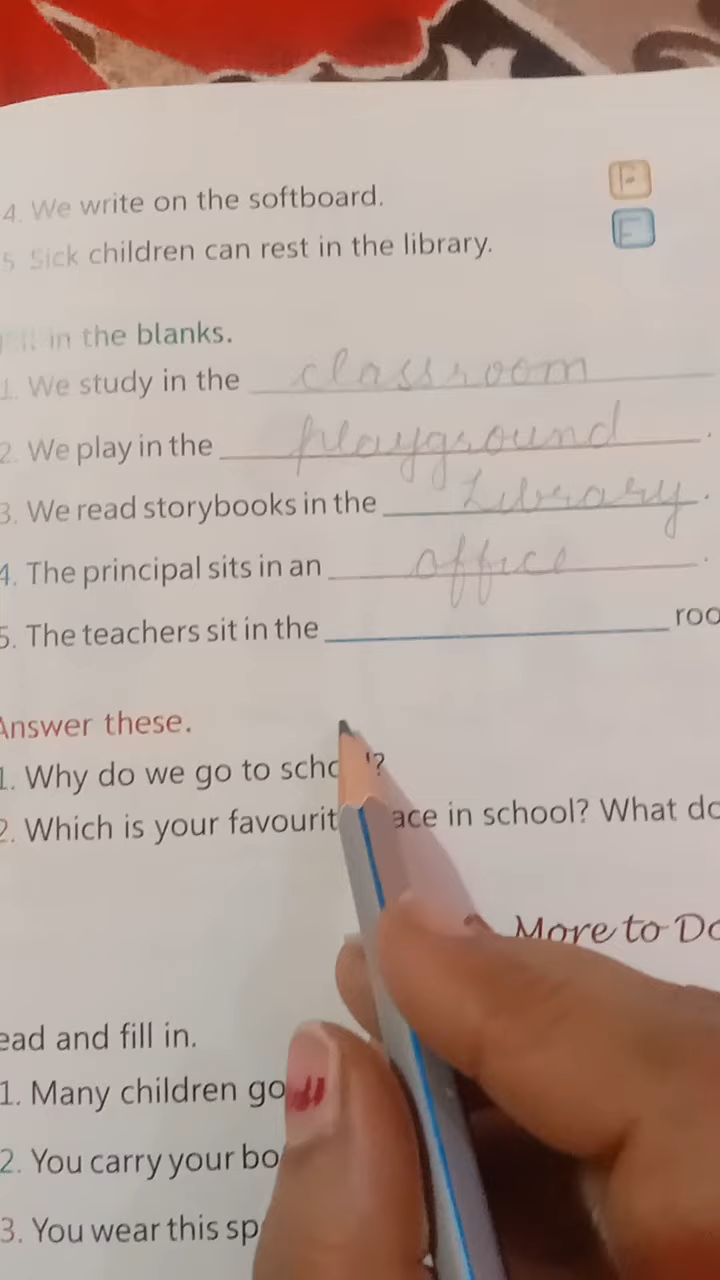 4. We write on the softboard. F
5. Sick children can rest in the library. F
in the blanks.
1. We study in the classroom
2. We play in the playground.
3. We read storybooks in the Library.
4. The principal sits in an office.
5. The teachers sit in the roo
Answer these.
1. Why do we go to scho '?
2. Which is your favourit ace in school? What do
More to Do
ead and fill in.
1. Many children go
2. You carry your bo
3. You wear this sp